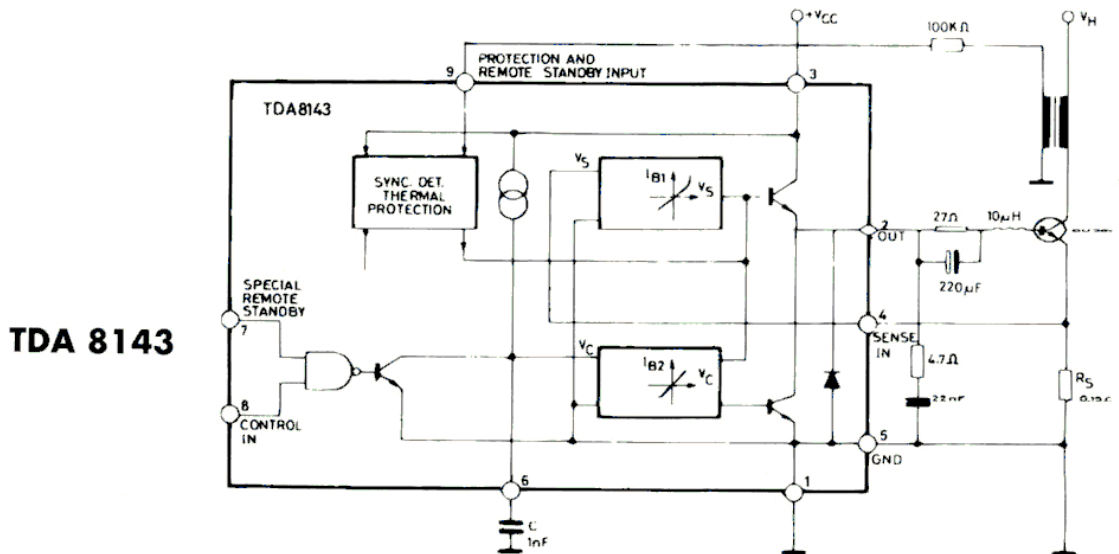 +VCC
VH
100KΩ
PROTECTION AND
REMOTE STANDBY INPUT
9
3
TDA8143
VS
IB1
VS
SYNC. DET.
THERMAL
PROTECTION
2
OUT
27Ω
10µH
220µF
SPECIAL
REMOTE
STANDBY
7
4
SENSE
IN
TDA 8143
VC
IB2
VC
4.7Ω
RS
22nF
8
CONTROL
IN
5
GND
6
1
C
1nF